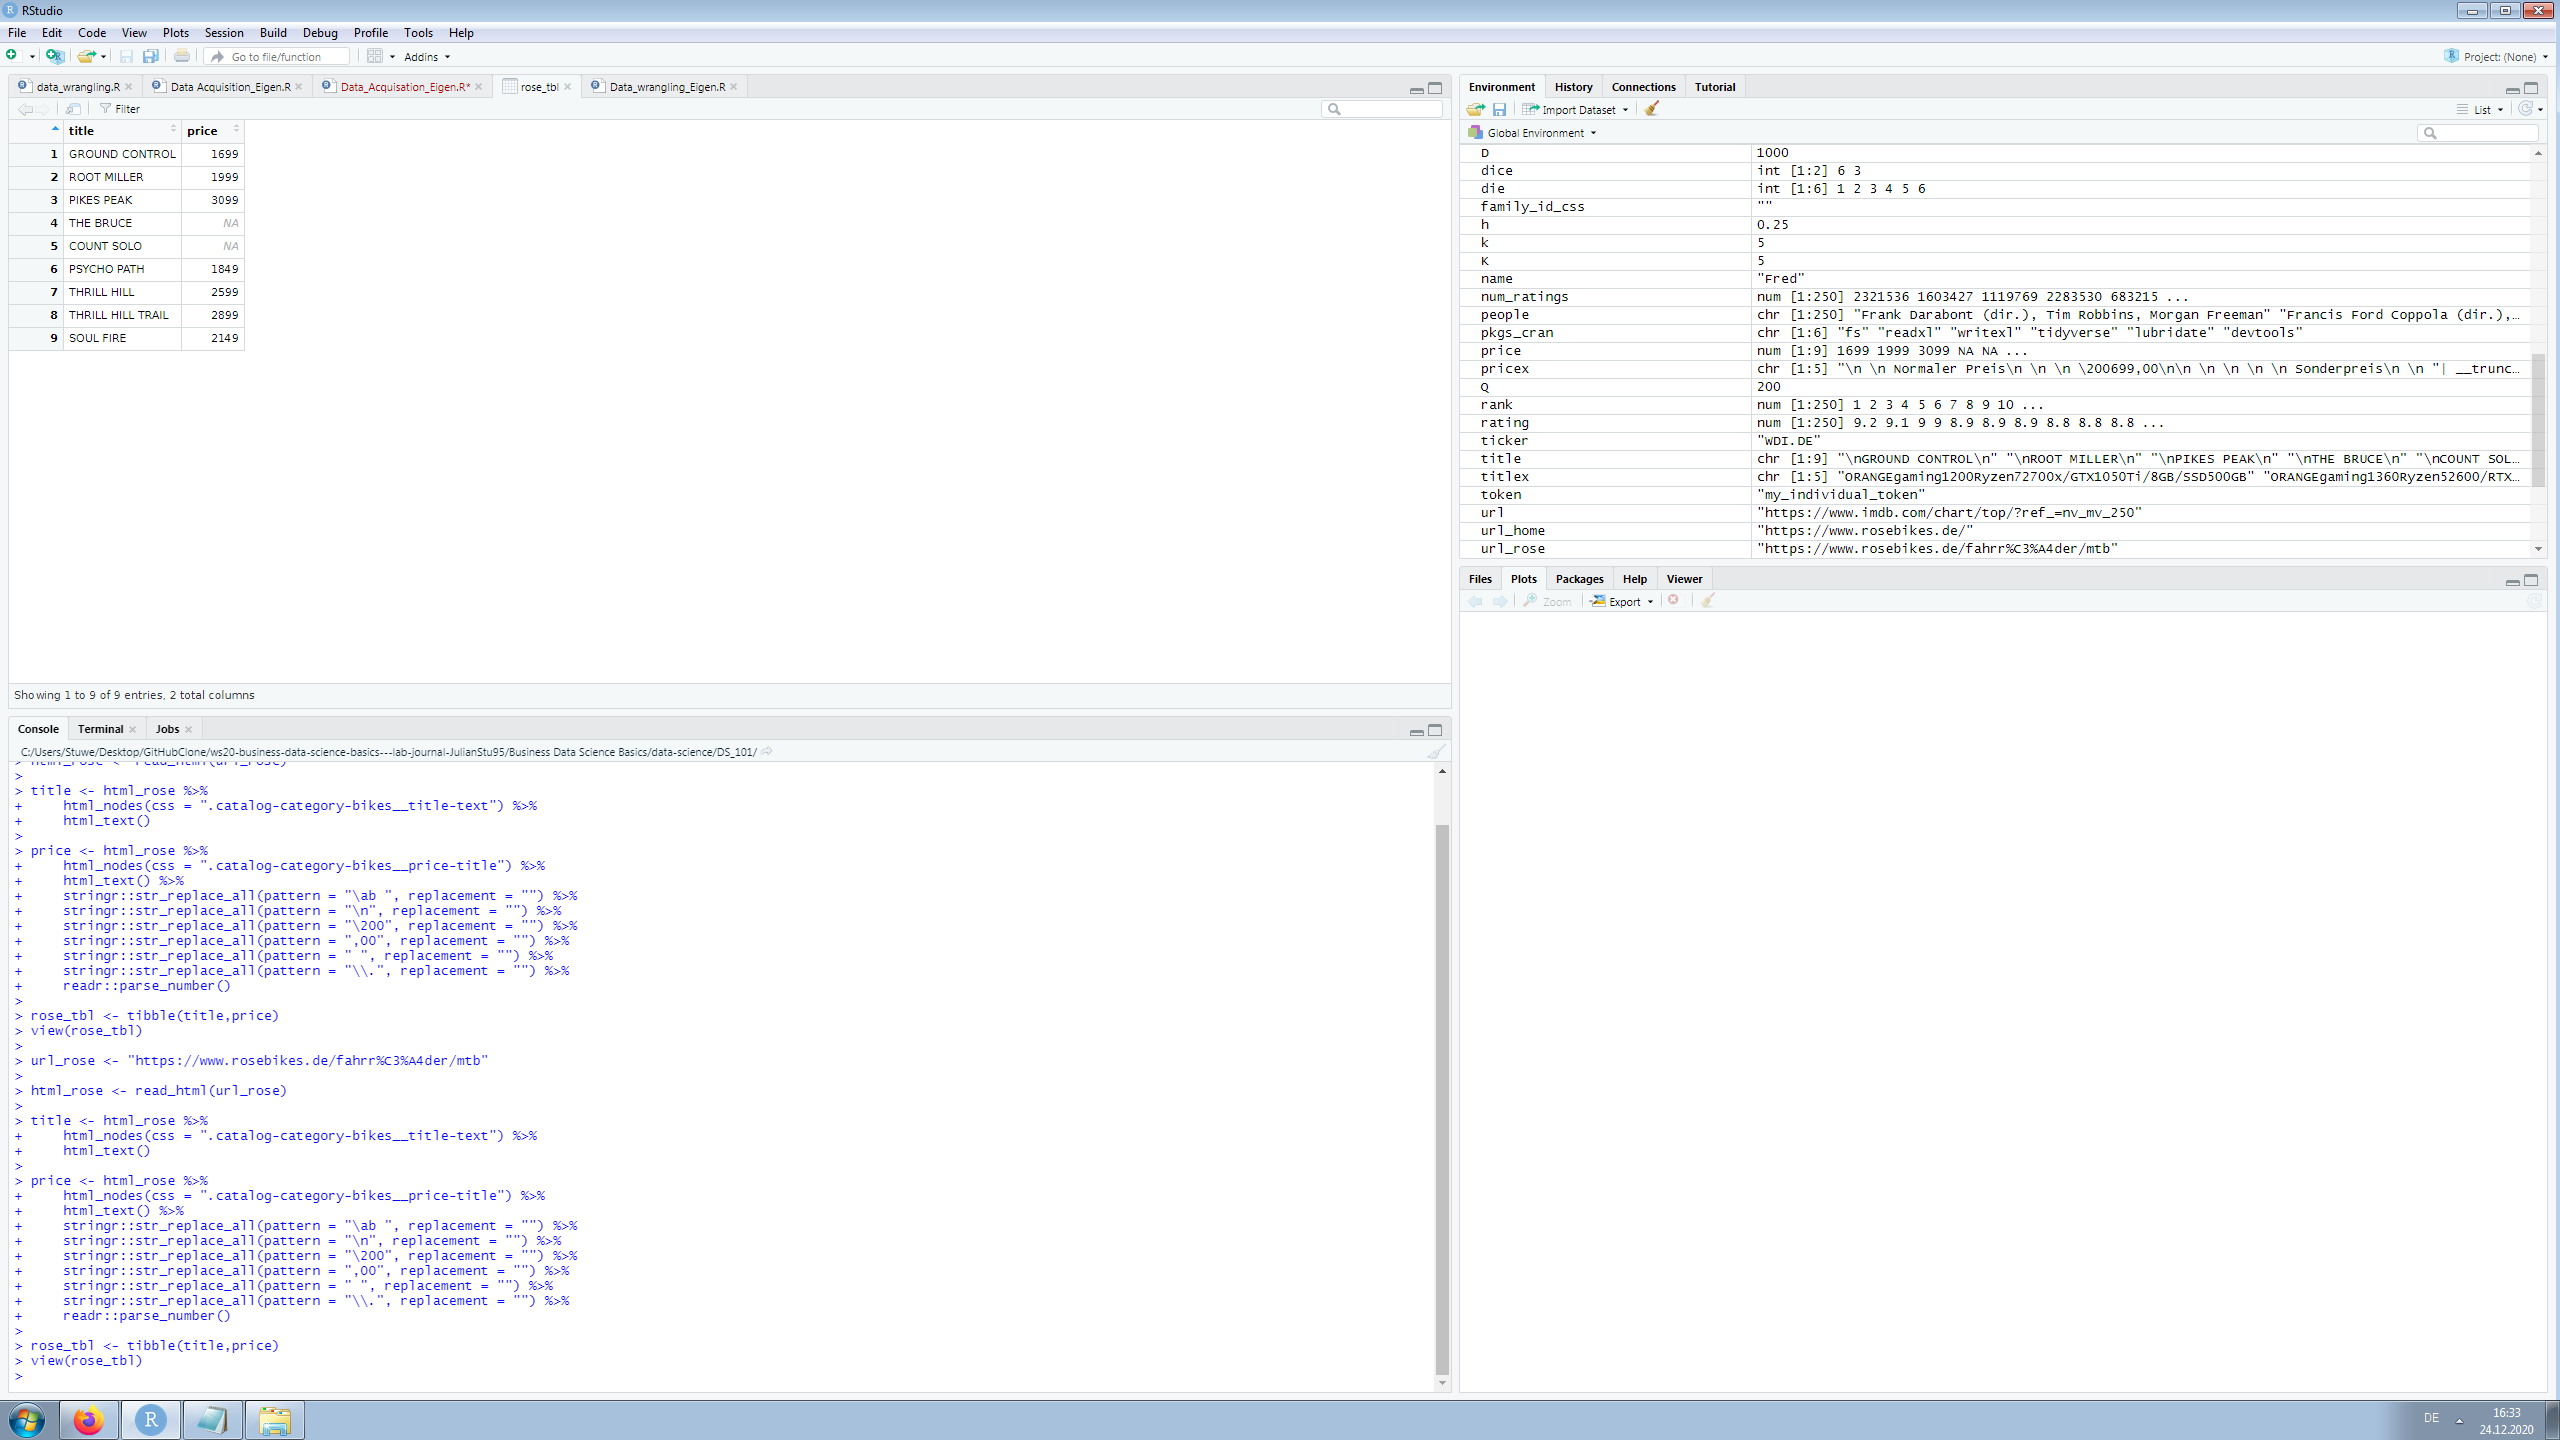 RStudio
File Edit Code View Plots Session Build Debug Profile Tools Help
Go to file/function Addins Project: (None)
data_wrangling.R Data Acquisition_Eigen.R Data_Acquisation_Eigen.R* rose_tbl Data_wrangling_Eigen.R
Filter
title price
1 GROUND CONTROL 1699
2 ROOT MILLER 1999
3 PIKES PEAK 3099
4 THE BRUCE NA
5 COUNT SOLO NA
6 PSYCHO PATH 1849
7 THRILL HILL 2599
8 THRILL HILL TRAIL 2899
9 SOUL FIRE 2149
Showing 1 to 9 of 9 entries, 2 total columns
Console Terminal Jobs
C:/Users/Stuwe/Desktop/GitHubClone/ws20-business-data-science-basics---lab-journal-JulianStu95/Business Data Science Basics/data-science/DS_101/
> html_rose <- read_html(url_rose)
>
> title <- html_rose %>%
+     html_nodes(css = ".catalog-category-bikes__title-text") %>%
+     html_text()
>
> price <- html_rose %>%
+     html_nodes(css = ".catalog-category-bikes__price-title") %>%
+     html_text() %>%
+     stringr::str_replace_all(pattern = "\ab ", replacement = "") %>%
+     stringr::str_replace_all(pattern = "\n", replacement = "") %>%
+     stringr::str_replace_all(pattern = "\200", replacement = "") %>%
+     stringr::str_replace_all(pattern = ",00", replacement = "") %>%
+     stringr::str_replace_all(pattern = " ", replacement = "") %>%
+     stringr::str_replace_all(pattern = "\\.", replacement = "") %>%
+     readr::parse_number()
>
> rose_tbl <- tibble(title,price)
> view(rose_tbl)
>
> url_rose <- "https://www.rosebikes.de/fahrr%C3%A4der/mtb"
>
> html_rose <- read_html(url_rose)
>
> title <- html_rose %>%
+     html_nodes(css = ".catalog-category-bikes__title-text") %>%
+     html_text()
>
> price <- html_rose %>%
+     html_nodes(css = ".catalog-category-bikes__price-title") %>%
+     html_text() %>%
+     stringr::str_replace_all(pattern = "\ab ", replacement = "") %>%
+     stringr::str_replace_all(pattern = "\n", replacement = "") %>%
+     stringr::str_replace_all(pattern = "\200", replacement = "") %>%
+     stringr::str_replace_all(pattern = ",00", replacement = "") %>%
+     stringr::str_replace_all(pattern = " ", replacement = "") %>%
+     stringr::str_replace_all(pattern = "\\.", replacement = "") %>%
+     readr::parse_number()
>
> rose_tbl <- tibble(title,price)
> view(rose_tbl)
>
Environment History Connections Tutorial
Import Dataset List
Global Environment
D 1000
dice int [1:2] 6 3
die int [1:6] 1 2 3 4 5 6
family_id_css ""
h 0.25
k 5
K 5
name "Fred"
num_ratings num [1:250] 2321536 1603427 1119769 2283530 683215 ...
people chr [1:250] "Frank Darabont (dir.), Tim Robbins, Morgan Freeman" "Francis Ford Coppola (dir.),…
pkgs_cran chr [1:6] "fs" "readxl" "writexl" "tidyverse" "lubridate" "devtools"
price num [1:9] 1699 1999 3099 NA NA ...
pricex chr [1:5] "\n \n Normaler Preis\n \n \n \200699,00\n\n \n \n \n \n Sonderpreis\n \n "| __trunc…
Q 200
rank num [1:250] 1 2 3 4 5 6 7 8 9 10 ...
rating num [1:250] 9.2 9.1 9 9 8.9 8.9 8.9 8.8 8.8 8.8 ...
ticker "WDI.DE"
title chr [1:9] "\nGROUND CONTROL\n" "\nROOT MILLER\n" "\nPIKES PEAK\n" "\nTHE BRUCE\n" "\nCOUNT SOL…
titlex chr [1:5] "ORANGEgaming1200Ryzen72700x/GTX1050Ti/8GB/SSD500GB" "ORANGEgaming1360Ryzen52600/RTX…
token "my_individual_token"
url "https://www.imdb.com/chart/top/?ref_=nv_mv_250"
url_home "https://www.rosebikes.de/"
url_rose "https://www.rosebikes.de/fahrr%C3%A4der/mtb"
Files Plots Packages Help Viewer
Zoom Export
DE 16:33
24.12.2020